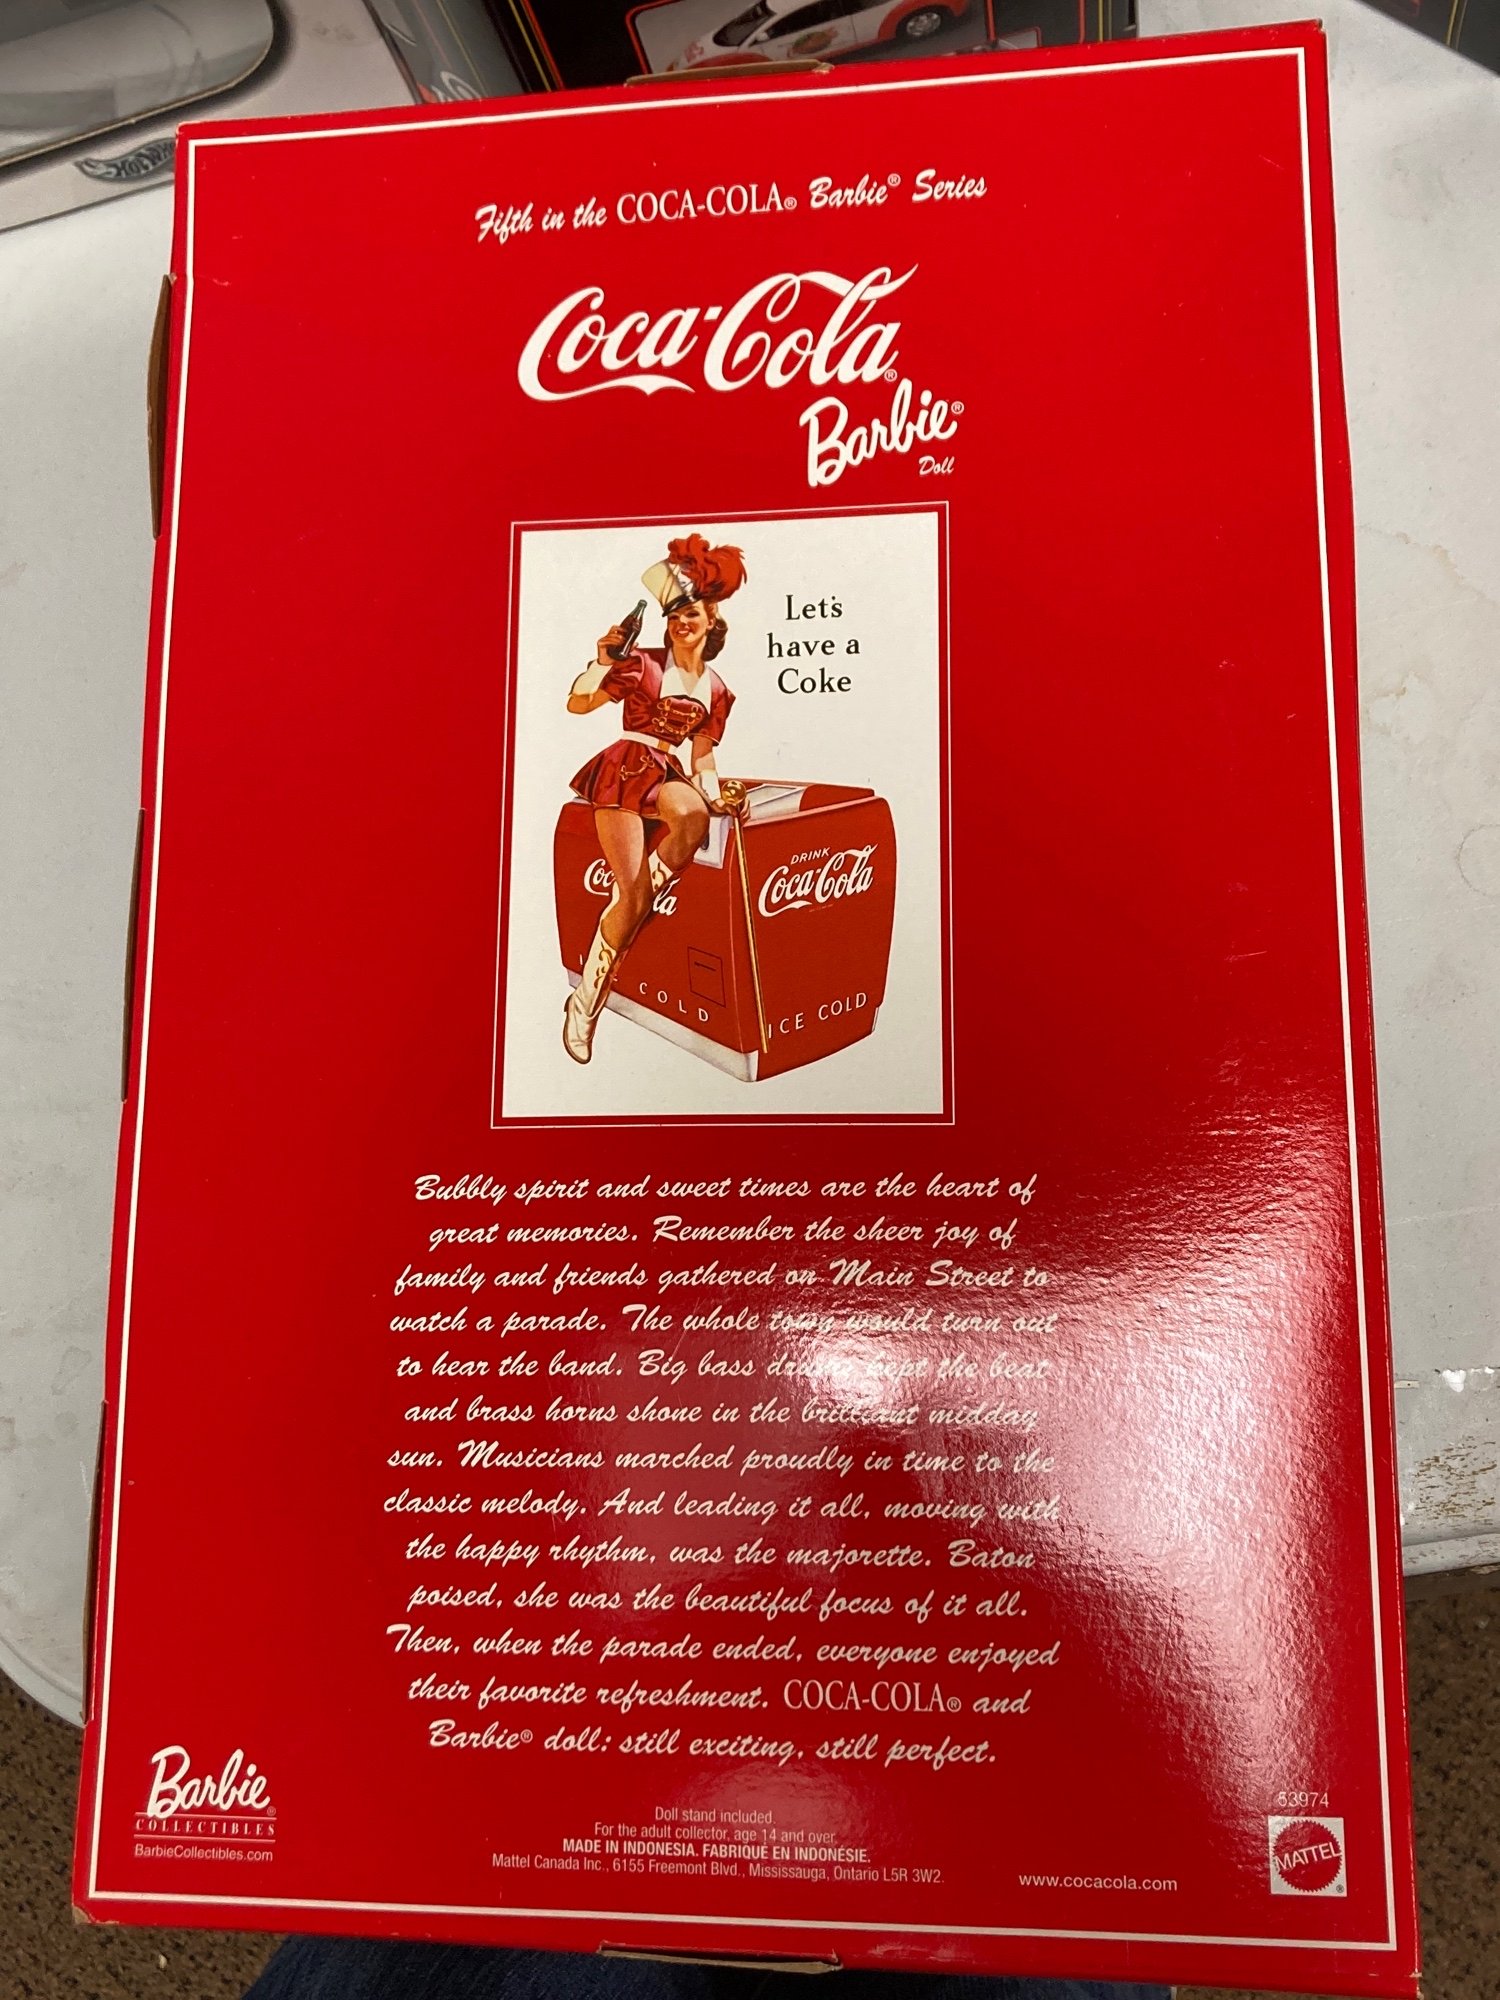 HOT WH
Fifth in the COCA-COLA® Barbie® Series
Coca-Cola®
Barbie®
Doll
Let's
have a
Coke
Coc la
DRINK
Coca-Cola
I COLD
ICE COLD
Bubbly spirit and sweet times are the heart of
great memories. Remember the sheer joy of
family and friends gathered on Main Street to
watch a parade. The whole town would turn out
to hear the band. Big bass drums kept the beat
and brass horns shone in the brilliant midday
sun. Musicians marched proudly in time to the
classic melody. And leading it all, moving with
the happy rhythm, was the majorette. Baton
poised, she was the beautiful focus of it all.
Then, when the parade ended, everyone enjoyed
their favorite refreshment. COCA-COLA® and
Barbie® doll: still exciting, still perfect.
Barbie®
COLLECTIBLES
BarbieCollectibles.com
Doll stand included.
For the adult collector, age 14 and over.
MADE IN INDONESIA. FABRIQUÉ EN INDONÉSIE.
Mattel Canada Inc., 6155 Freemont Blvd., Mississauga, Ontario L5R 3W2.
www.cocacola.com
53974
MATTEL®